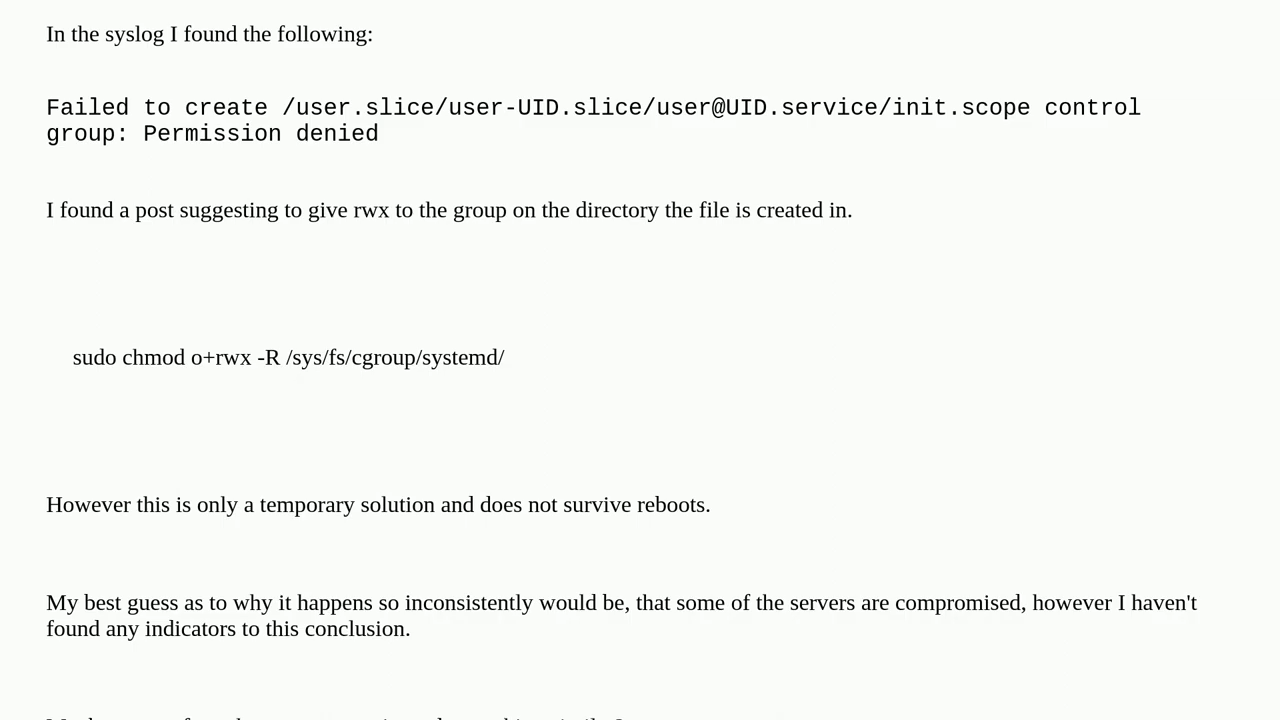 In the syslog I found the following:
Failed to create /user.slice/user-UID.slice/user@UID.service/init.scope control
group: Permission denied
I found a post suggesting to give rwx to the group on the directory the file is created in.
sudo chmod o+rwx -R /sys/fs/cgroup/systemd/
However this is only a temporary solution and does not survive reboots.
My best guess as to why it happens so inconsistently would be, that some of the servers are compromised, however I haven't
found any indicators to this conclusion.